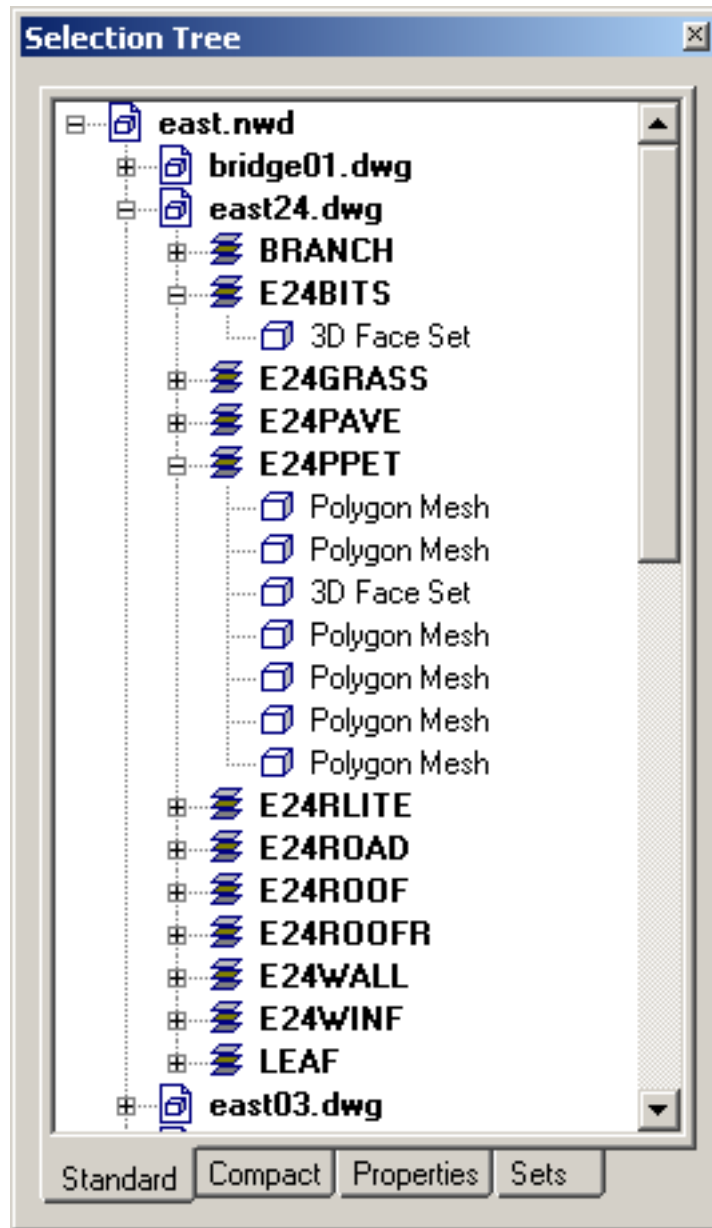 Selection Tree
east.nwd
bridge01.dwg
east24.dwg
BRANCH
E24BITS
3D Face Set
E24GRASS
E24PAVE
E24PPET
Polygon Mesh
Polygon Mesh
3D Face Set
Polygon Mesh
Polygon Mesh
Polygon Mesh
Polygon Mesh
E24RLITE
E24ROAD
E24ROOF
E24ROOFR
E24WALL
E24WINF
LEAF
east03.dwg
Standard Compact Properties Sets